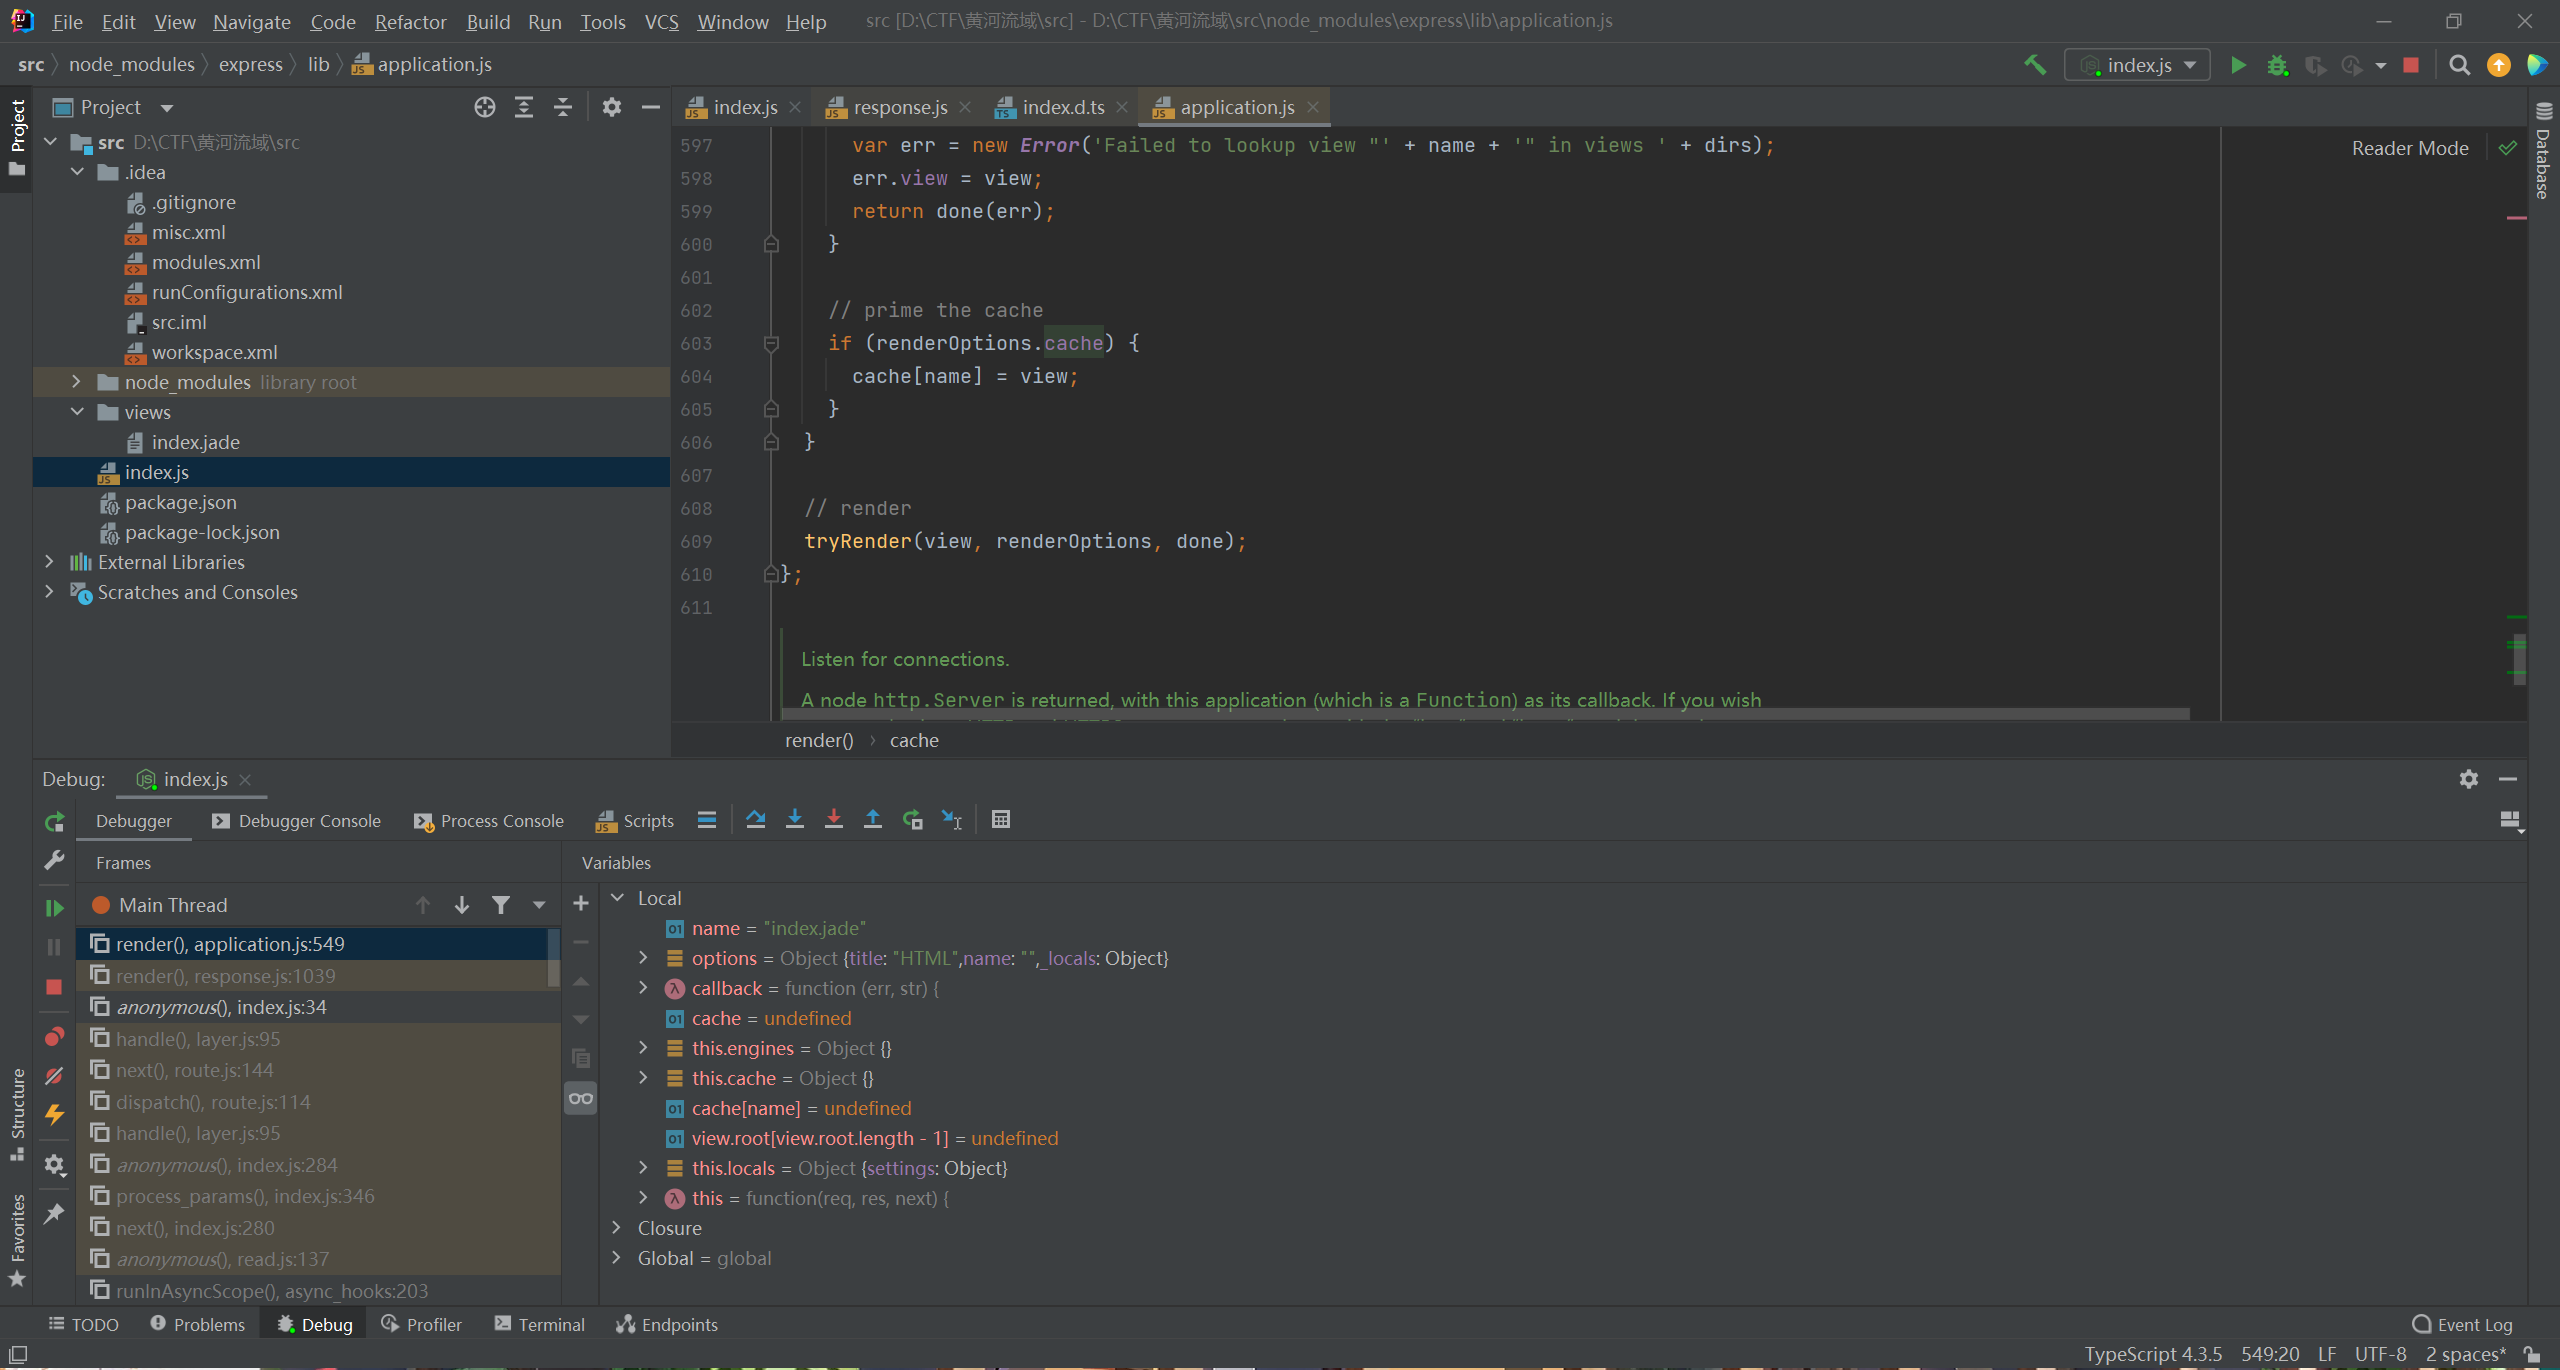 File Edit View Navigate Code Refactor Build Run Tools VCS Window Help src [D:\CTF\黄河流域\src] - D:\CTF\黄河流域\src\node_modules\express\lib\application.js
src node_modules express lib application.js index.js
Project
Project
index.js response.js index.d.ts application.js
Database
Reader Mode
src D:\CTF\黄河流域\src
.idea
.gitignore
misc.xml
modules.xml
runConfigurations.xml
src.iml
workspace.xml
node_modules library root
views
index.jade
index.js
package.json
package-lock.json
External Libraries
Scratches and Consoles
597 var err = new Error('Failed to lookup view "' + name + '" in views ' + dirs);
598 err.view = view;
599 return done(err);
600 }
601
602 // prime the cache
603 if (renderOptions.cache) {
604 cache[name] = view;
605 }
606 }
607
608 // render
609 tryRender(view, renderOptions, done);
610 };
611
Listen for connections.
A node http.Server is returned, with this application (which is a Function) as its callback. If you wish
render() › cache
Debug: index.js
Debugger Debugger Console Process Console Scripts
Frames
Main Thread
render(), application.js:549
render(), response.js:1039
anonymous(), index.js:34
handle(), layer.js:95
next(), route.js:144
dispatch(), route.js:114
handle(), layer.js:95
anonymous(), index.js:284
process_params(), index.js:346
next(), index.js:280
anonymous(), read.js:137
runInAsyncScope(), async_hooks:203
Variables
Local
name = "index.jade"
options = Object {title: "HTML",name: "",_locals: Object}
callback = function (err, str) {
cache = undefined
this.engines = Object {}
this.cache = Object {}
cache[name] = undefined
view.root[view.root.length - 1] = undefined
this.locals = Object {settings: Object}
this = function(req, res, next) {
Closure
Global = global
Structure
Favorites
TODO Problems Debug Profiler Terminal Endpoints Event Log
TypeScript 4.3.5 549:20 LF UTF-8 2 spaces*